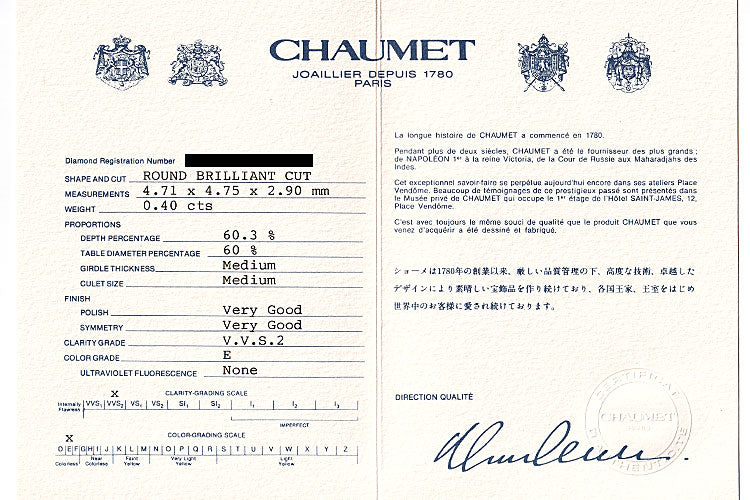 CHAUMET
JOAILLIER DEPUIS 1780
PARIS
Diamond Registration Number
SHAPE AND CUT ROUND BRILLIANT CUT
MEASUREMENTS 4.71 x 4.75 x 2.90 mm
WEIGHT 0.40 cts
PROPORTIONS
DEPTH PERCENTAGE 60.3 %
TABLE DIAMETER PERCENTAGE 60 %
GIRDLE THICKNESS Medium
CULET SIZE Medium
FINISH
POLISH Very Good
SYMMETRY Very Good
CLARITY GRADE V.V.S.2
COLOR GRADE E
ULTRAVIOLET FLUORESCENCE None
X CLARITY-GRADING SCALE
Internally Flawless VVS1 VVS2 VS1 VS2 SI1 SI2 I1 I2 I3
IMPERFECT
X COLOR-GRADING SCALE
D E F G H I J K L M N O P Q R S T U V W X Y Z
Colorless Near Colorless Faint Yellow Very Light Yellow Light Yellow
La longue histoire de CHAUMET a commencé en 1780.
Pendant plus de deux siècles, CHAUMET a été le fournisseur des plus grands ;
de NAPOLÉON 1er à la reine Victoria, de la Cour de Russie aux Maharadjahs des
Indes.
Cet exceptionnel savoir-faire se perpétue aujourd'hui encore dans ses ateliers Place
Vendôme. Beaucoup de témoignages de ce prestigieux passé sont présentés dans
le Musée privé de CHAUMET qui occupe le 1er étage de l'Hôtel SAINT-JAMES, 12,
Place Vendôme.
C'est avec toujours le même souci de qualité que le produit CHAUMET que vous
venez d'acquérir a été dessiné et fabriqué.
ショーメは1780年の創業以来、厳しい品質管理の下、高度な技術、卓越した
デザインにより素晴しい宝飾品を作り続けており、各国王家、王室をはじめ
世界中のお客様に愛され続けております。
DIRECTION QUALITÉ
CERTIFICAT
CHAUMET
PARIS
D'AUTHENTICITE